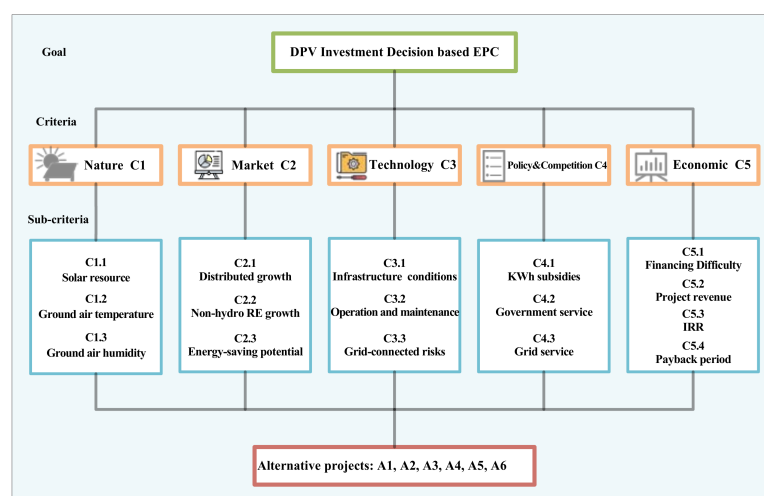 Goal
DPV Investment Decision based EPC
Criteria
Nature C1
Market C2
Technology C3
Policy&Competition C4
Economic C5
Sub-criteria
C1.1
Solar resource
C1.2
Ground air temperature
C1.3
Ground air humidity
C2.1
Distributed growth
C2.2
Non-hydro RE growth
C2.3
Energy-saving potential
C3.1
Infrastructure conditions
C3.2
Operation and maintenance
C3.3
Grid-connected risks
C4.1
KWh subsidies
C4.2
Government service
C4.3
Grid service
C5.1
Financing Difficulty
C5.2
Project revenue
C5.3
IRR
C5.4
Payback period
Alternative projects: A1, A2, A3, A4, A5, A6